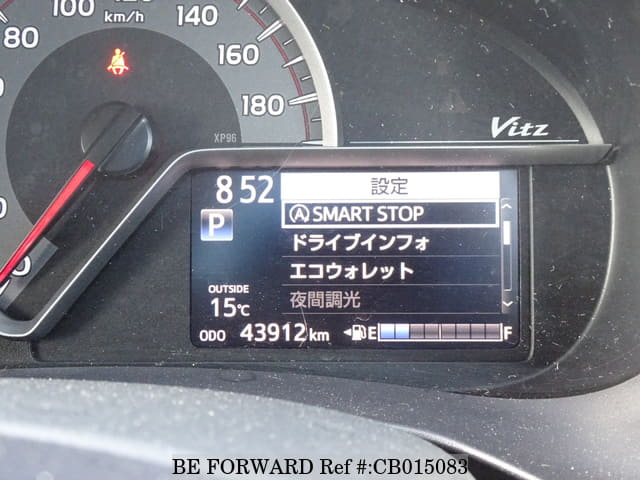 80
100
120
km/h
140
160
180
XP96
Vitz
8:52
設定
Ⓐ SMART STOP
P
ドライブインフォ
エコウォレット
OUTSIDE
15℃
夜間調光
ODO 43912 km
E F
BE FORWARD Ref #:CB015083